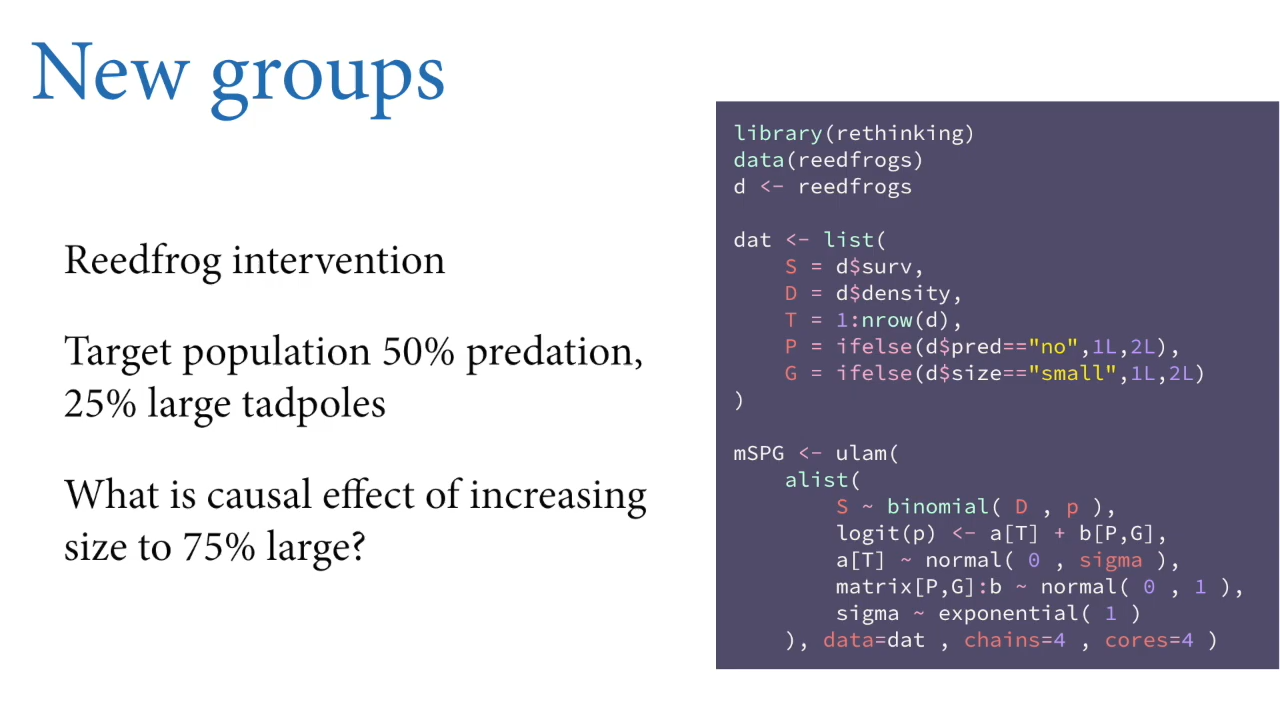 New groups
Reedfrog intervention
Target population 50% predation,
25% large tadpoles
What is causal effect of increasing
size to 75% large?
library(rethinking)
data(reedfrogs)
d <- reedfrogs
dat <- list(
    S = d$surv,
    D = d$density,
    T = 1:nrow(d),
    P = ifelse(d$pred=="no",1L,2L),
    G = ifelse(d$size=="small",1L,2L)
)
mSPG <- ulam(
    alist(
        S ~ binomial( D , p ),
        logit(p) <- a[T] + b[P,G],
        a[T] ~ normal( 0 , sigma ),
        matrix[P,G]:b ~ normal( 0 , 1 ),
        sigma ~ exponential( 1 )
    ), data=dat , chains=4 , cores=4 )